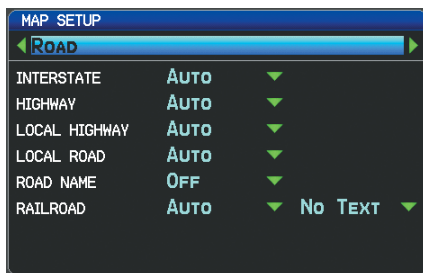 MAP SETUP
ROAD
INTERSTATE AUTO
HIGHWAY AUTO
LOCAL HIGHWAY AUTO
LOCAL ROAD AUTO
ROAD NAME OFF
RAILROAD AUTO NO TEXT